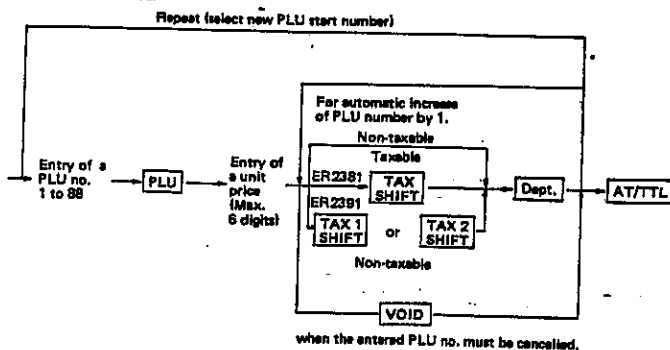 Repeat (select new PLU start number)
For automatic increase
of PLU number by 1.
Non-taxable
Taxable
Entry of a
PLU no.
1 to 88
PLU
Entry of
a unit
price
(Max.
6 digits)
ER2381
TAX
SHIFT
ER2391
TAX 1
SHIFT
or
TAX 2
SHIFT
Non-taxable
Dept.
AT/TTL
VOID
when the entered PLU no. must be cancelled.